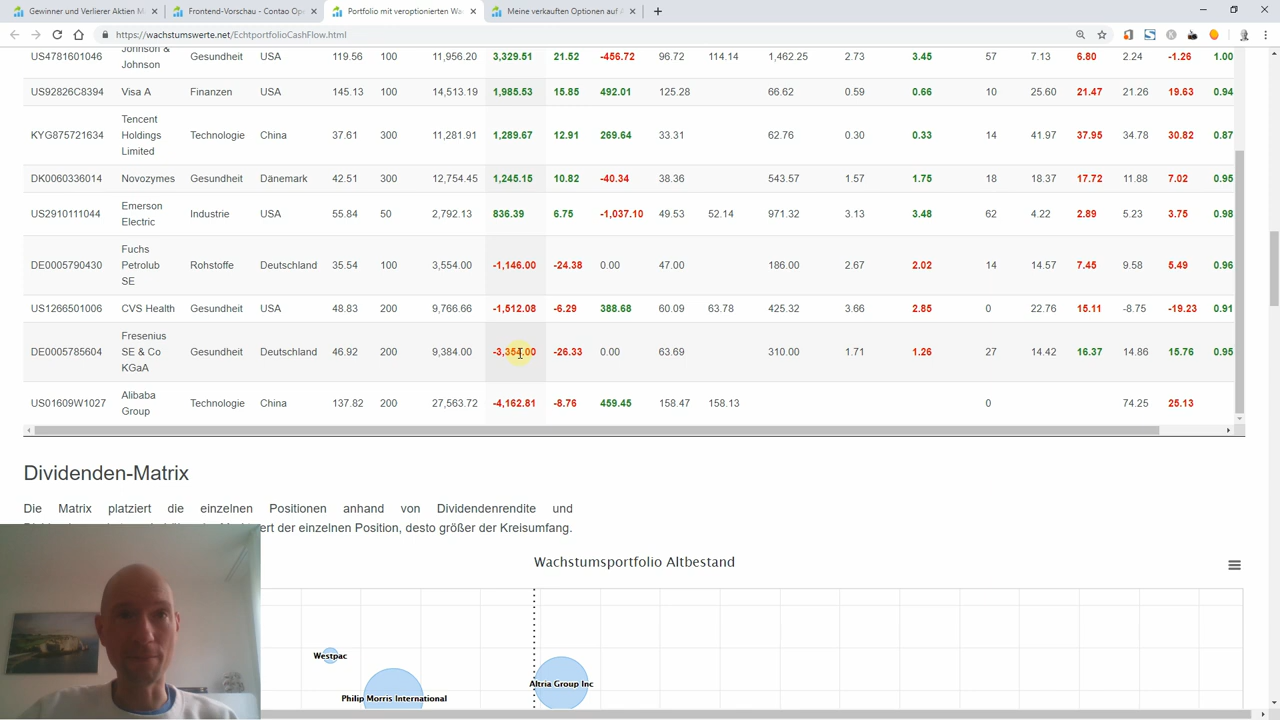 Gewinner und Verlierer Aktien M
Frontend-Vorschau - Contao Op
Portfolio mit veroptionierten Wa
Meine verkauften Optionen auf A
https://wachstumswerte.net/EchtportfolioCashFlow.html
US4781601046 Johnson & Johnson Gesundheit USA 119.56 100 11,956.20 3,329.51 21.52 -456.72 96.72 114.14 1,462.25 2.73 3.45 57 7.13 6.80 2.24 -1.26 1.00
US92826C8394 Visa A Finanzen USA 145.13 100 14,513.19 1,985.53 15.85 492.01 125.28 66.62 0.59 0.66 10 25.60 21.47 21.26 19.63 0.94
KYG875721634 Tencent Holdings Limited Technologie China 37.61 300 11,281.91 1,289.67 12.91 269.64 33.31 62.76 0.30 0.33 14 41.97 37.95 34.78 30.82 0.87
DK0060336014 Novozymes Gesundheit Dänemark 42.51 300 12,754.45 1,245.15 10.82 -40.34 38.36 543.57 1.57 1.75 18 18.37 17.72 11.88 7.02 0.95
US2910111044 Emerson Electric Industrie USA 55.84 50 2,792.13 836.39 6.75 -1,037.10 49.53 52.14 971.32 3.13 3.48 62 4.22 2.89 5.23 3.75 0.98
DE0005790430 Fuchs Petrolub SE Rohstoffe Deutschland 35.54 100 3,554.00 -1,146.00 -24.38 0.00 47.00 186.00 2.67 2.02 14 14.57 7.45 9.58 5.49 0.96
US1266501006 CVS Health Gesundheit USA 48.83 200 9,766.66 -1,512.08 -6.29 388.68 60.09 63.78 425.32 3.66 2.85 0 22.76 15.11 -8.75 -19.23 0.91
DE0005785604 Fresenius SE & Co KGaA Gesundheit Deutschland 46.92 200 9,384.00 -3,354.00 -26.33 0.00 63.69 310.00 1.71 1.26 27 14.42 16.37 14.86 15.76 0.95
US01609W1027 Alibaba Group Technologie China 137.82 200 27,563.72 -4,162.81 -8.76 459.45 158.47 158.13 0 74.25 25.13
Dividenden-Matrix
Die Matrix platziert die einzelnen Positionen anhand von Dividendenrendite und
der einzelnen Position, desto größer der Kreisumfang.
Wachstumsportfolio Altbestand
Westpac
Altria Group Inc
Philip Morris International